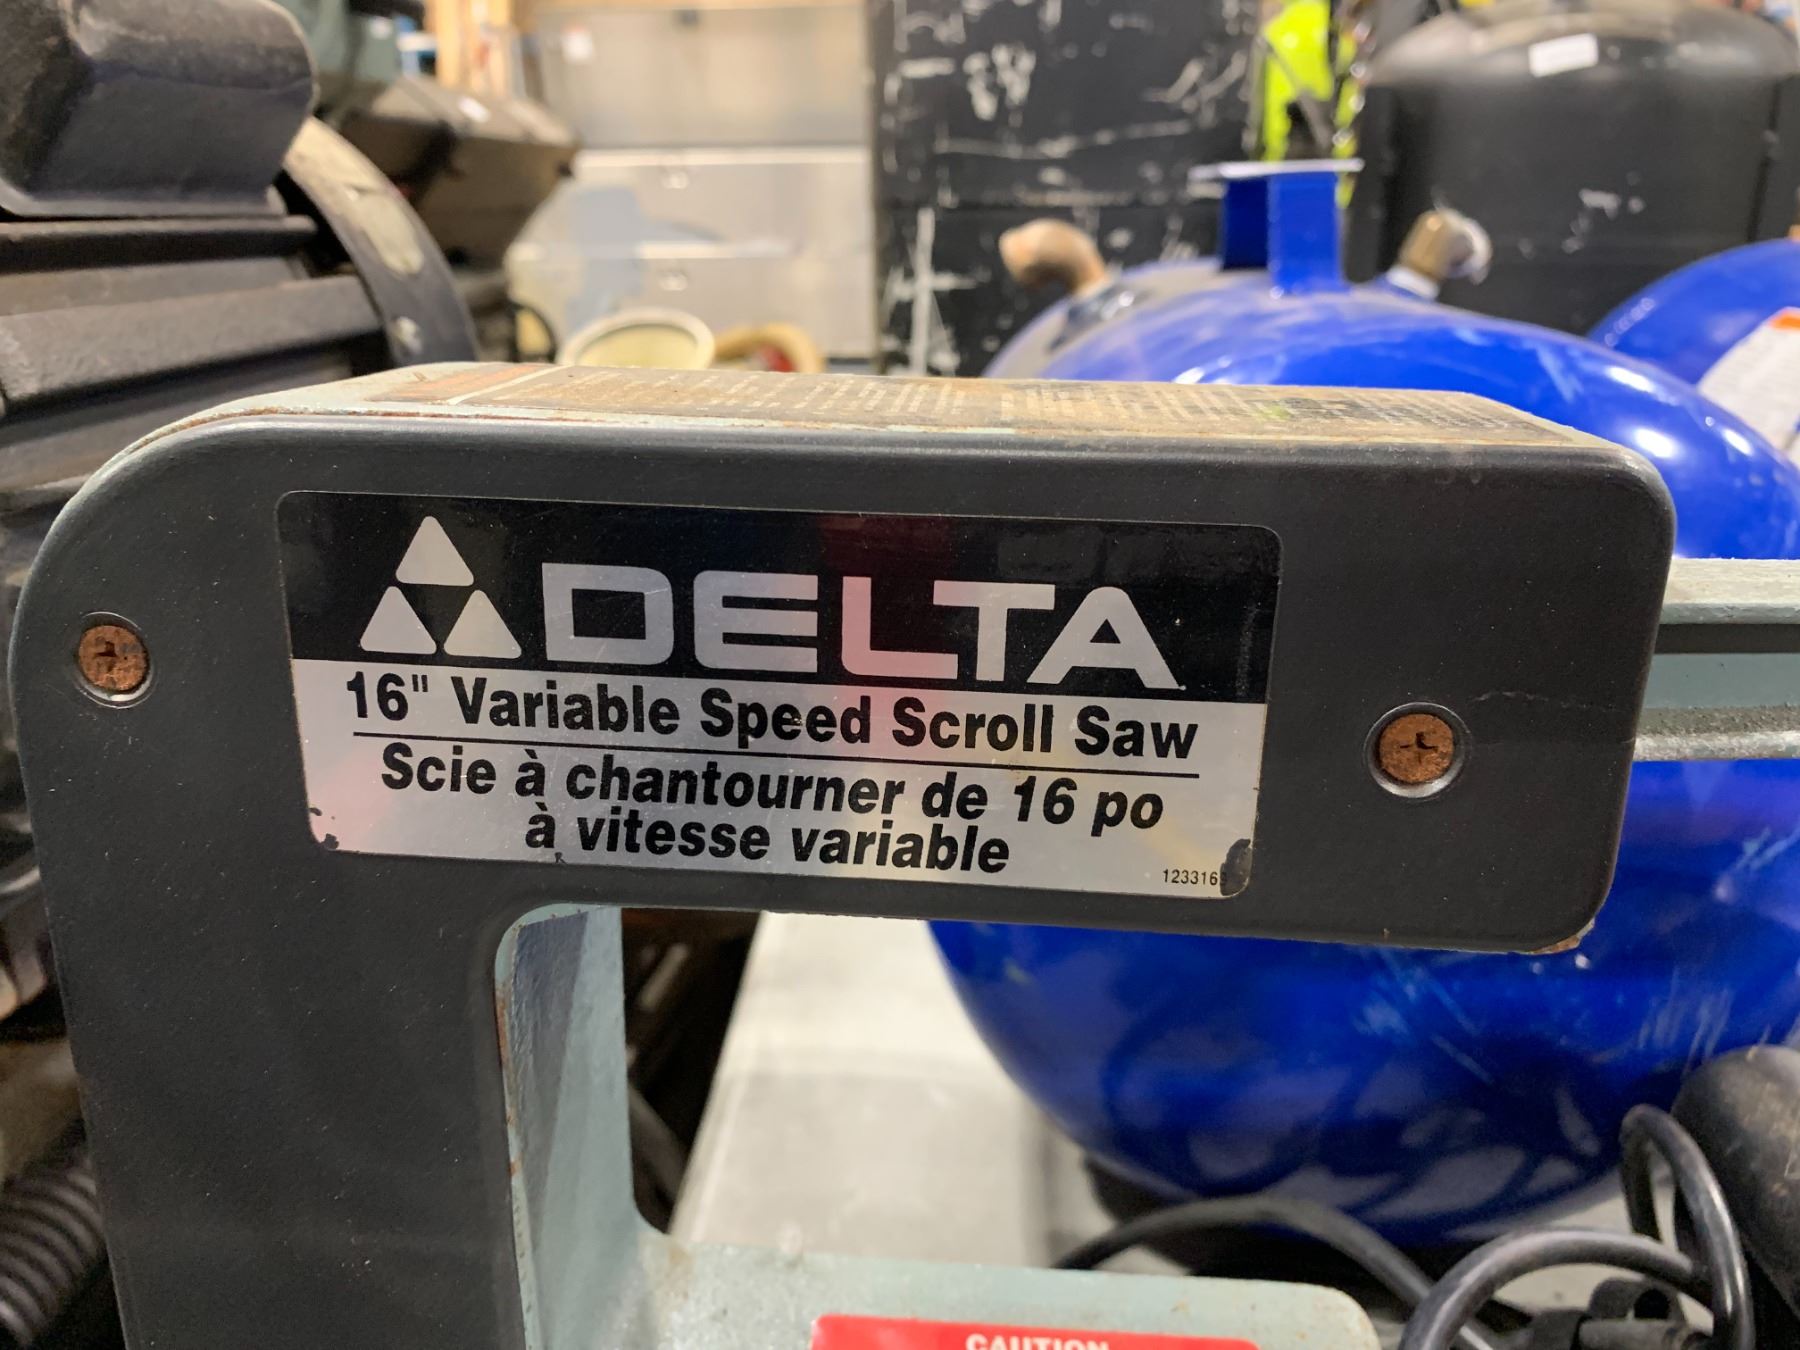 DELTA
16" Variable Speed Scroll Saw
Scie à chantourner de 16 po
à vitesse variable
CAUTION